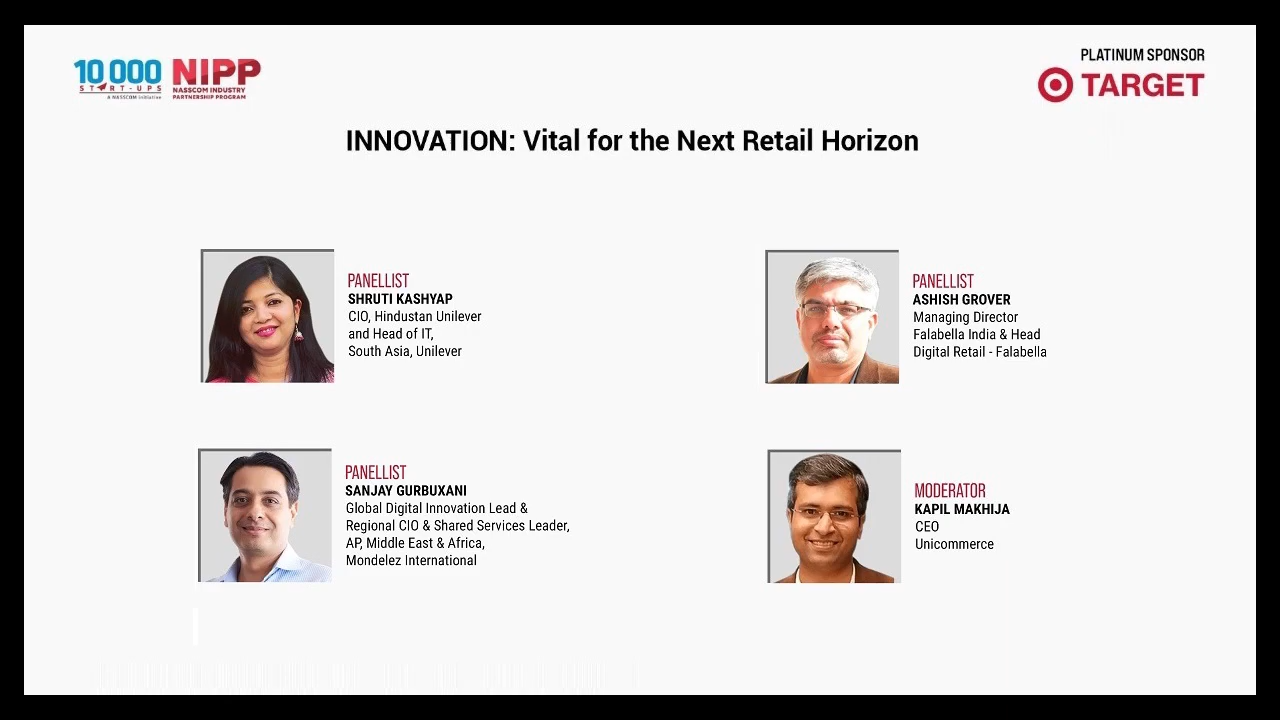 10 000
START-UPS
A NASSCOM Initiative
NIPP
NASSCOM INDUSTRY
PARTNERSHIP PROGRAM
PLATINUM SPONSOR
TARGET
INNOVATION: Vital for the Next Retail Horizon
PANELLIST
SHRUTI KASHYAP
CIO, Hindustan Unilever
and Head of IT,
South Asia, Unilever
PANELLIST
ASHISH GROVER
Managing Director
Falabella India & Head
Digital Retail - Falabella
PANELLIST
SANJAY GURBUXANI
Global Digital Innovation Lead &
Regional CIO & Shared Services Leader,
AP, Middle East & Africa,
Mondelez International
MODERATOR
KAPIL MAKHIJA
CEO
Unicommerce